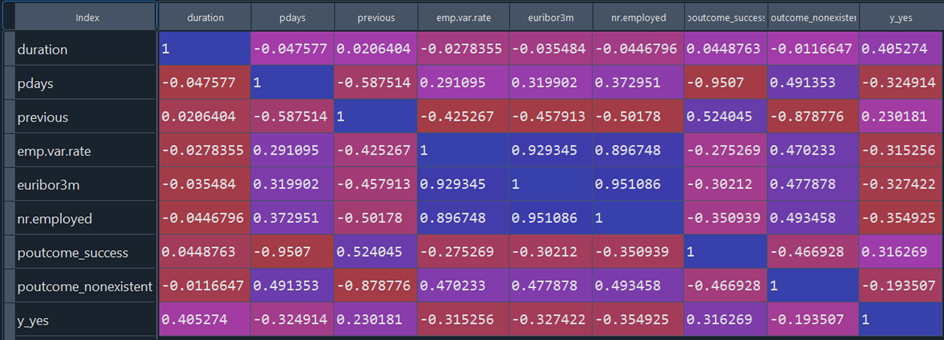 Index duration pdays previous emp.var.rate euribor3m nr.employed poutcome_success outcome_nonexisten y_yes
duration 1 -0.047577 0.0206404 -0.0278355 -0.035484 -0.0446796 0.0448763 -0.0116647 0.405274
pdays -0.047577 1 -0.587514 0.291095 0.319902 0.372951 -0.9507 0.491353 -0.324914
previous 0.0206404 -0.587514 1 -0.425267 -0.457913 -0.50178 0.524045 -0.878776 0.230181
emp.var.rate -0.0278355 0.291095 -0.425267 1 0.929345 0.896748 -0.275269 0.470233 -0.315256
euribor3m -0.035484 0.319902 -0.457913 0.929345 1 0.951086 -0.30212 0.477878 -0.327422
nr.employed -0.0446796 0.372951 -0.50178 0.896748 0.951086 1 -0.350939 0.493458 -0.354925
poutcome_success 0.0448763 -0.9507 0.524045 -0.275269 -0.30212 -0.350939 1 -0.466928 0.316269
poutcome_nonexistent -0.0116647 0.491353 -0.878776 0.470233 0.477878 0.493458 -0.466928 1 -0.193507
y_yes 0.405274 -0.324914 0.230181 -0.315256 -0.327422 -0.354925 0.316269 -0.193507 1